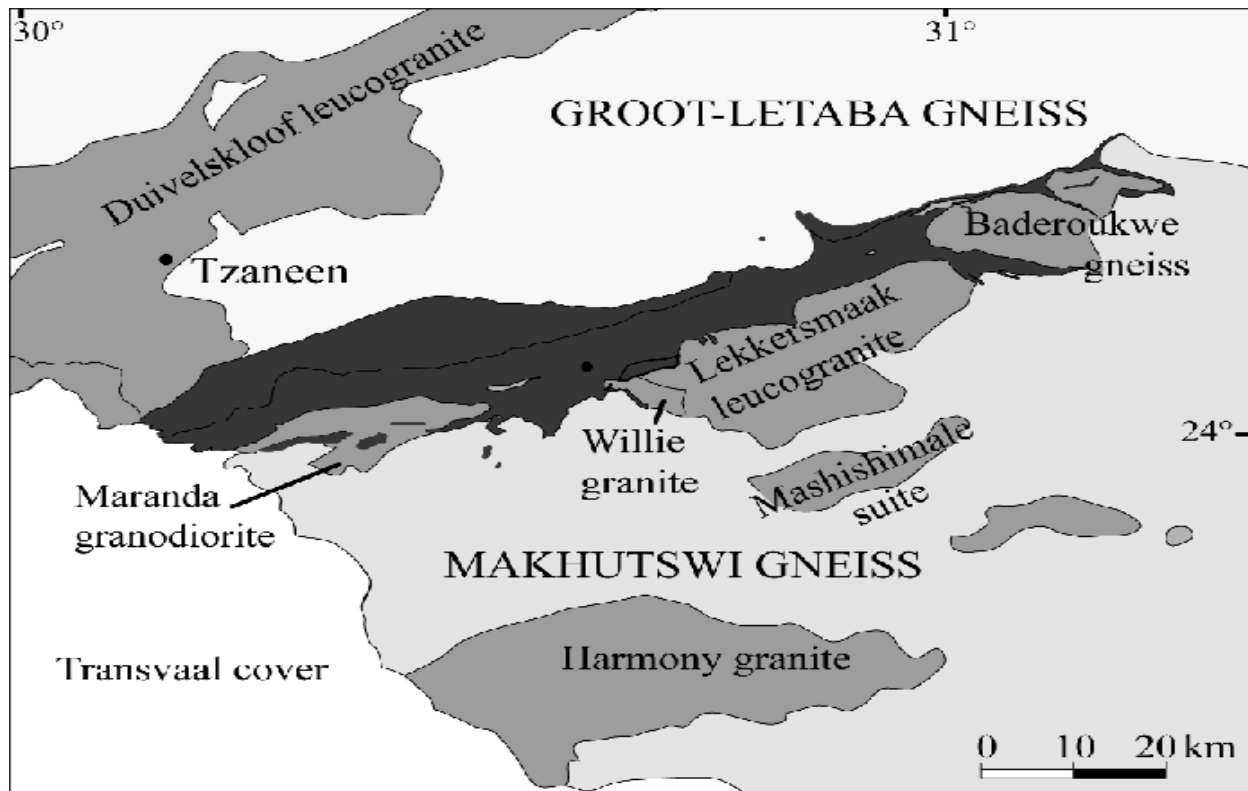 30°
31°
Duivelskloof leucogranite
GROOT-LETABA GNEISS
Baderoukwe
gneiss
Tzaneen
Lekkersmaak
leucogranite
24°
Willie
granite
Mashishimale
suite
Maranda
granodiorite
MAKHUTSWI GNEISS
Transvaal cover
Harmony granite
0 10 20 km